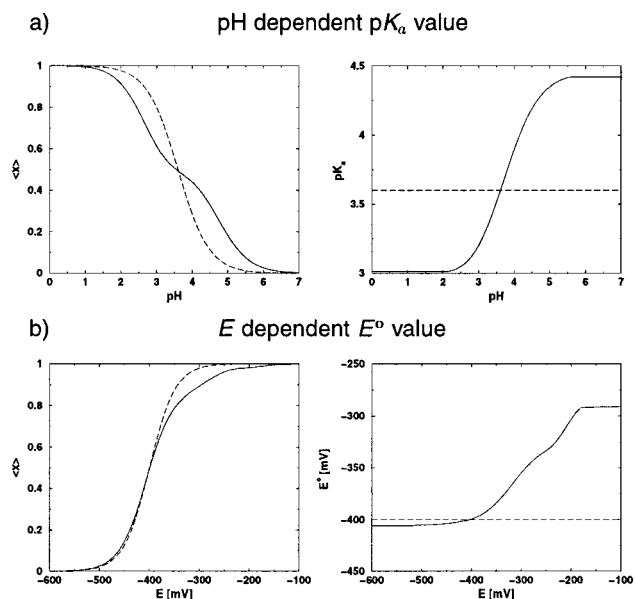 a) pH dependent pKₐ value
1
0.8
0.6
0.4
0.2
0
<x>
0 1 2 3 4 5 6 7
pH
4.5
4
3.5
3
pKₐ
0 1 2 3 4 5 6 7
pH
b) E dependent E° value
1
0.8
0.6
0.4
0.2
0
<x>
−600 −500 −400 −300 −200 −100
E [mV]
−250
−300
−350
−400
−450
E° [mV]
−600 −500 −400 −300 −200 −100
E [mV]